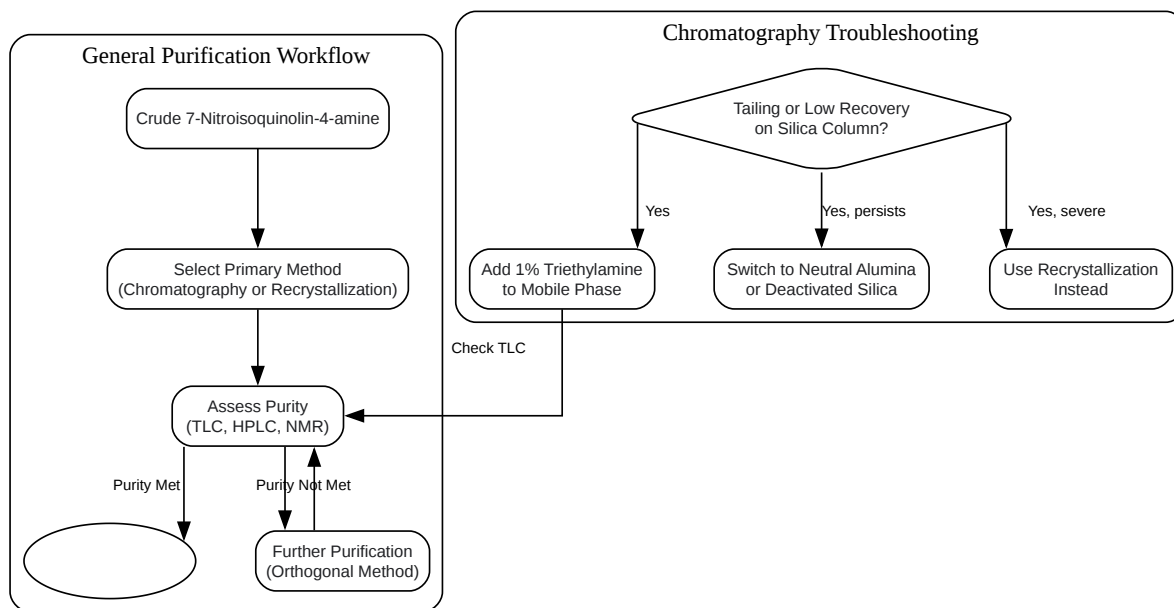 General Purification Workflow
Crude 7-Nitroisoquinolin-4-amine
Select Primary Method
(Chromatography or Recrystallization)
Assess Purity
(TLC, HPLC, NMR)
Purity Met
Purity Not Met
Further Purification
(Orthogonal Method)
Chromatography Troubleshooting
Tailing or Low Recovery
on Silica Column?
Yes
Yes, persists
Yes, severe
Add 1% Triethylamine
to Mobile Phase
Switch to Neutral Alumina
or Deactivated Silica
Use Recrystallization
Instead
Check TLC